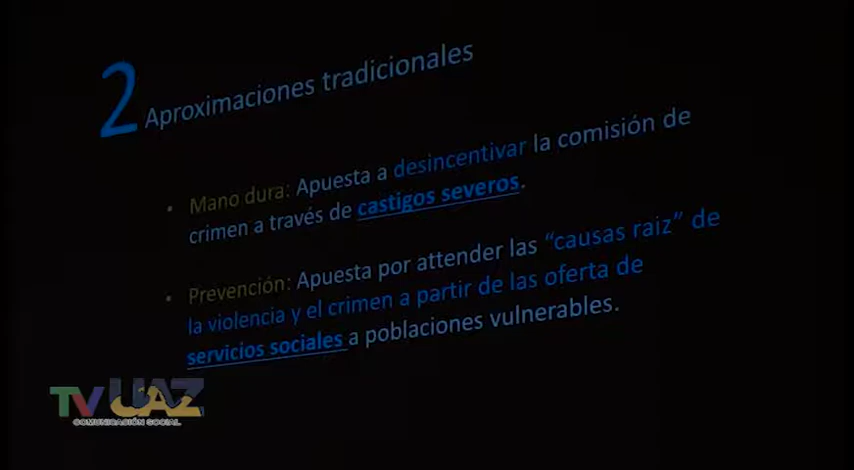 2 Aproximaciones tradicionales
• Mano dura: Apuesta a desincentivar la comisión de
crimen a través de castigos severos.
• Prevención: Apuesta por attender las "causas raiz" de
la violencia y el crimen a partir de las oferta de
servicios sociales a poblaciones vulnerables.
TV UAZ
COMUNICACIÓN SOCIAL